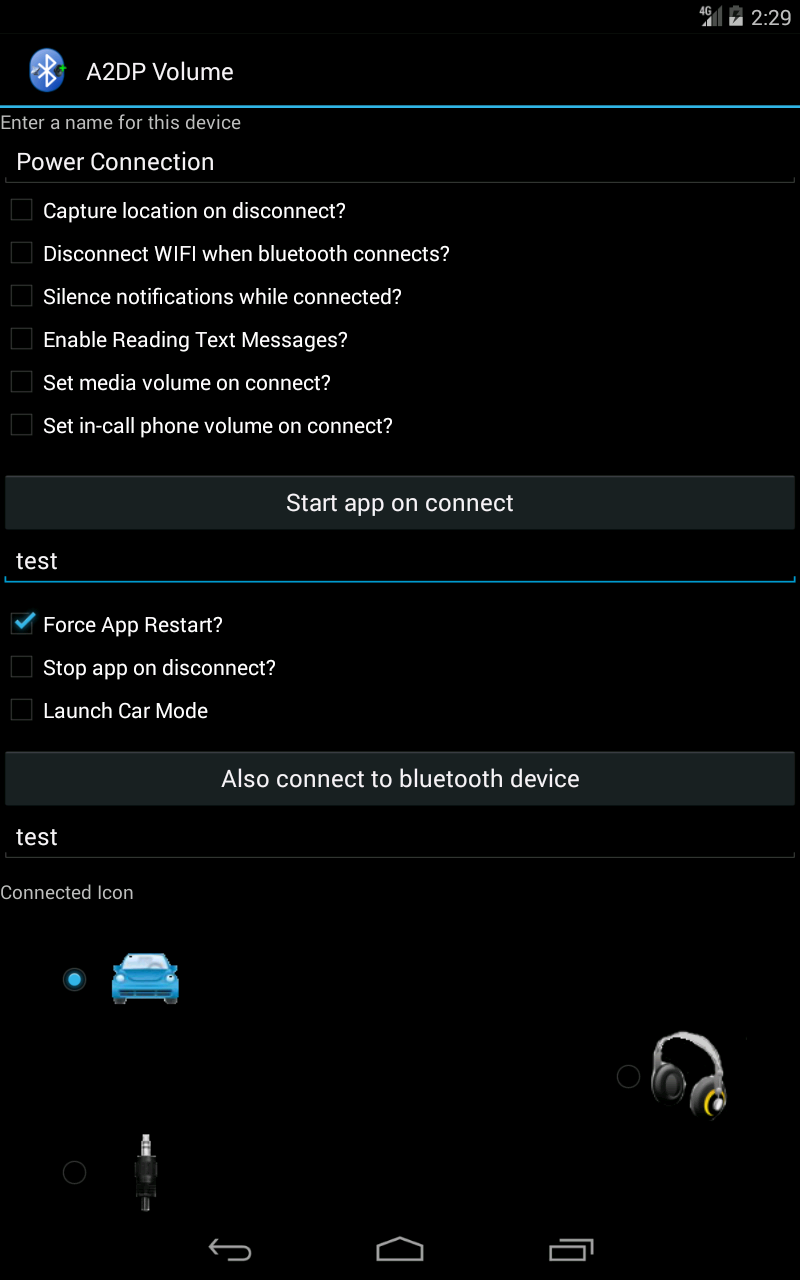 4G 2:29
A2DP Volume
Enter a name for this device
Power Connection
Capture location on disconnect?
Disconnect WIFI when bluetooth connects?
Silence notifications while connected?
Enable Reading Text Messages?
Set media volume on connect?
Set in-call phone volume on connect?
Start app on connect
test
Force App Restart?
Stop app on disconnect?
Launch Car Mode
Also connect to bluetooth device
test
Connected Icon